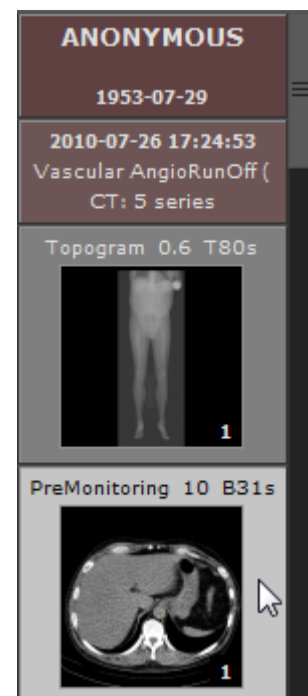 ANONYMOUS
1953-07-29
2010-07-26 17:24:53
Vascular AngioRunOff (
CT: 5 series
Topogram 0.6 T80s
1
PreMonitoring 10 B31s
1